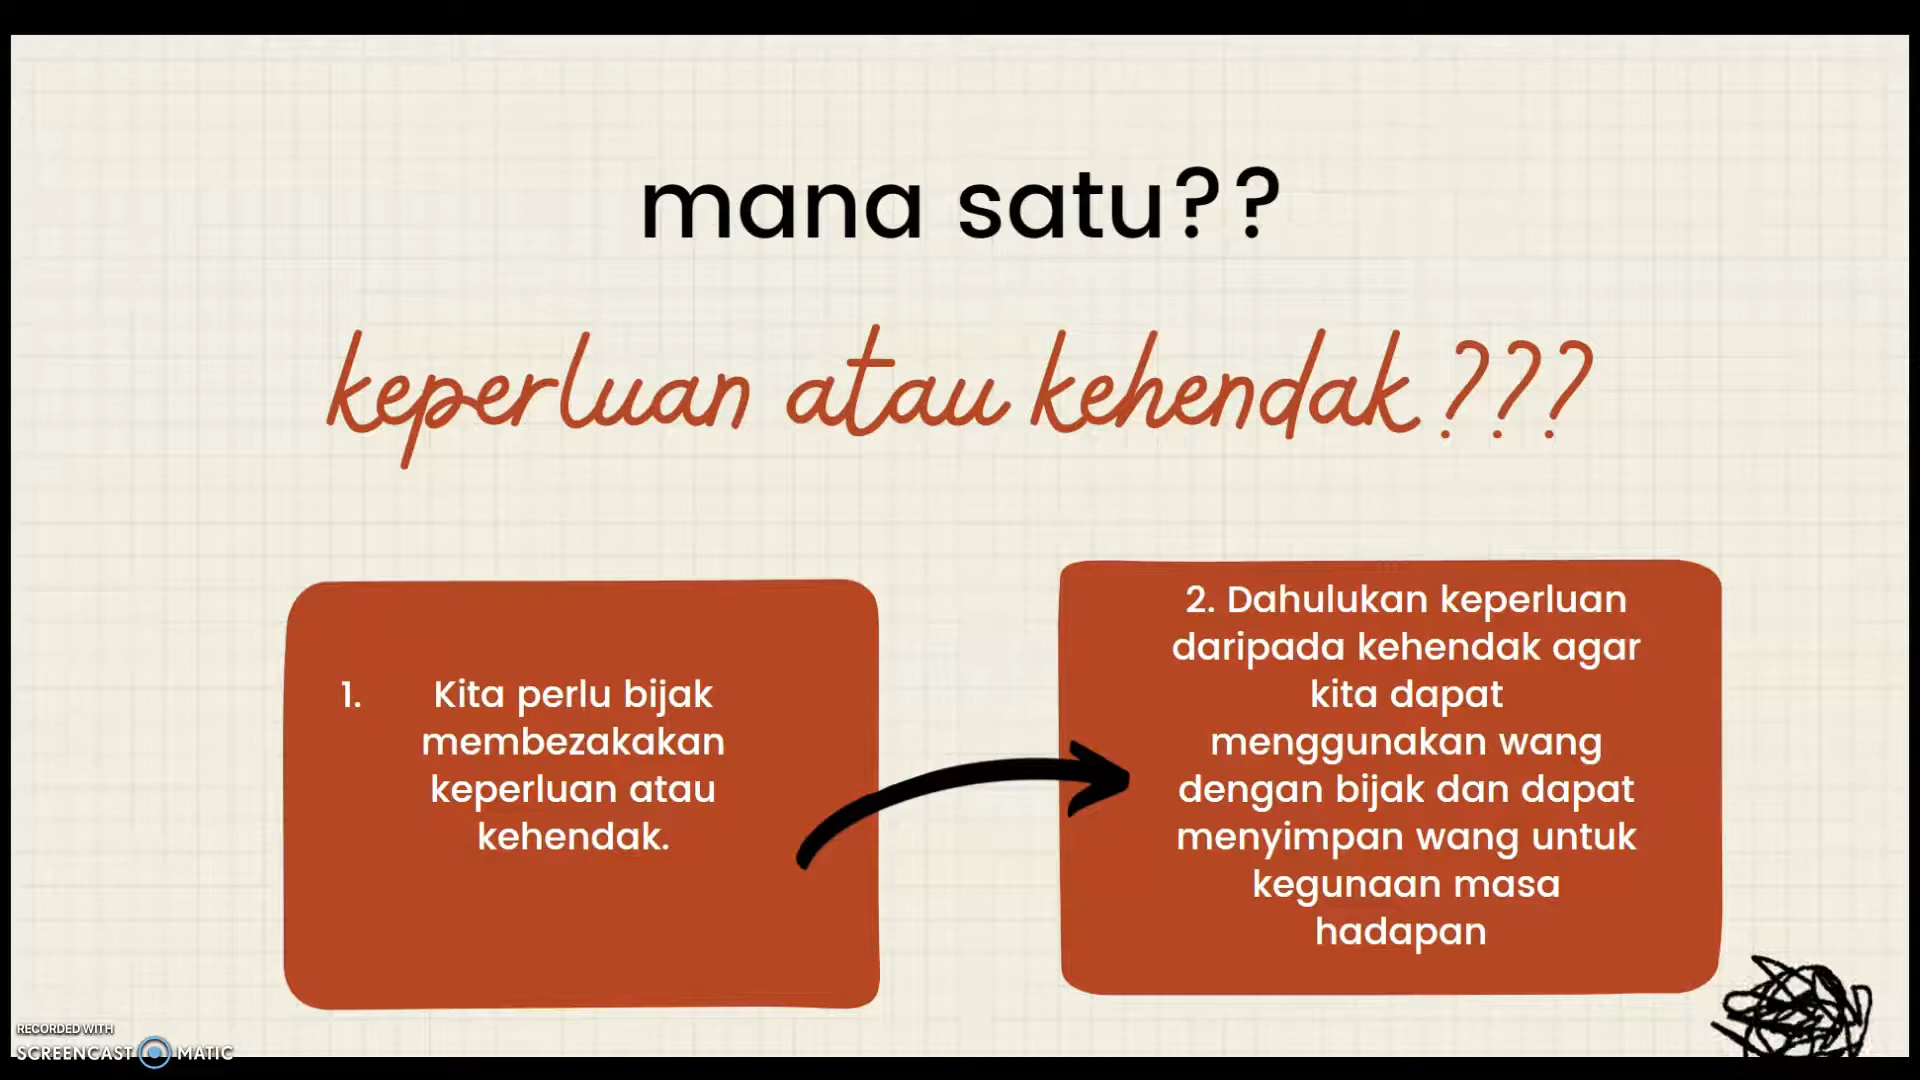 mana satu??
keperluan atau kehendak???
1. Kita perlu bijak
membezakakan
keperluan atau
kehendak.
2. Dahulukan keperluan
daripada kehendak agar
kita dapat
menggunakan wang
dengan bijak dan dapat
menyimpan wang untuk
kegunaan masa
hadapan
RECORDED WITH
SCREENCAST MATIC